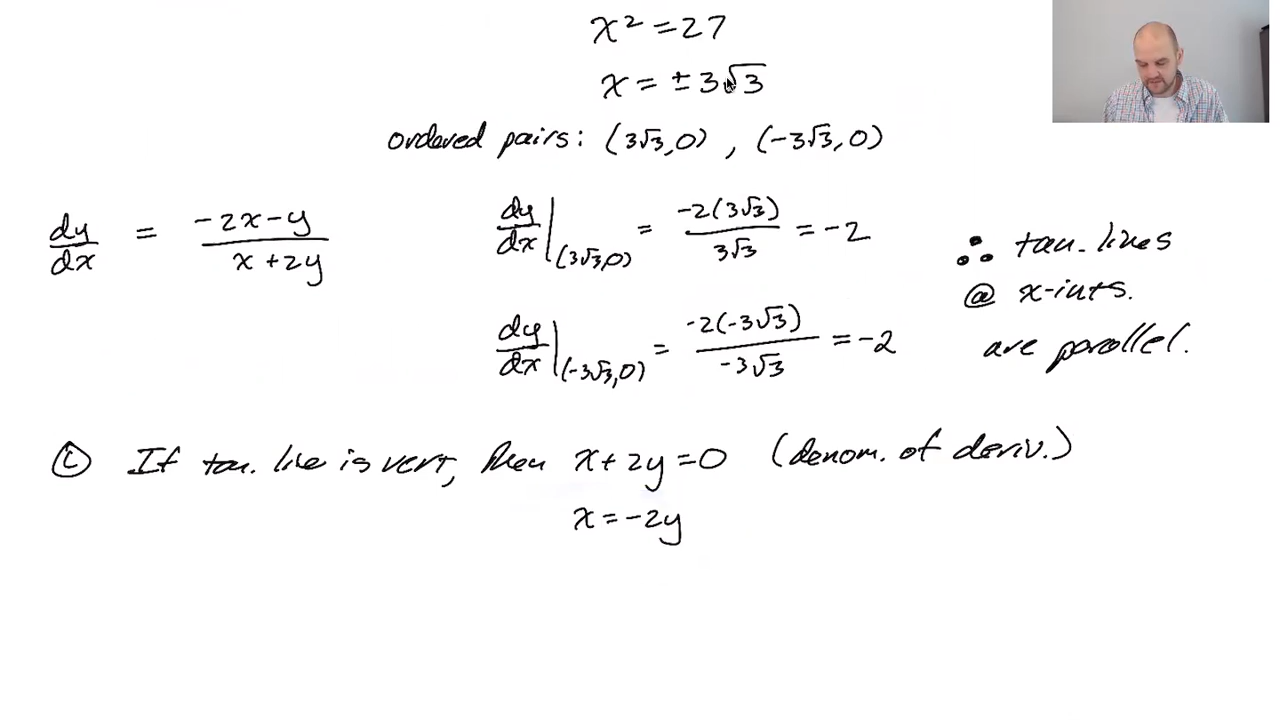 x² = 27
x = ± 3√3
ordered pairs: (3√3, 0) , (-3√3, 0)
dy/dx = (-2x - y)/(x + 2y)
dy/dx |(3√3, 0) = -2(3√3)/(3√3) = -2
∴ tan. lines
@ x-ints.
are parallel.
dy/dx |(-3√3, 0) = -2(-3√3)/(-3√3) = -2
ⓒ If tan. line is vert, then x + 2y = 0 (denom. of deriv.)
x = -2y